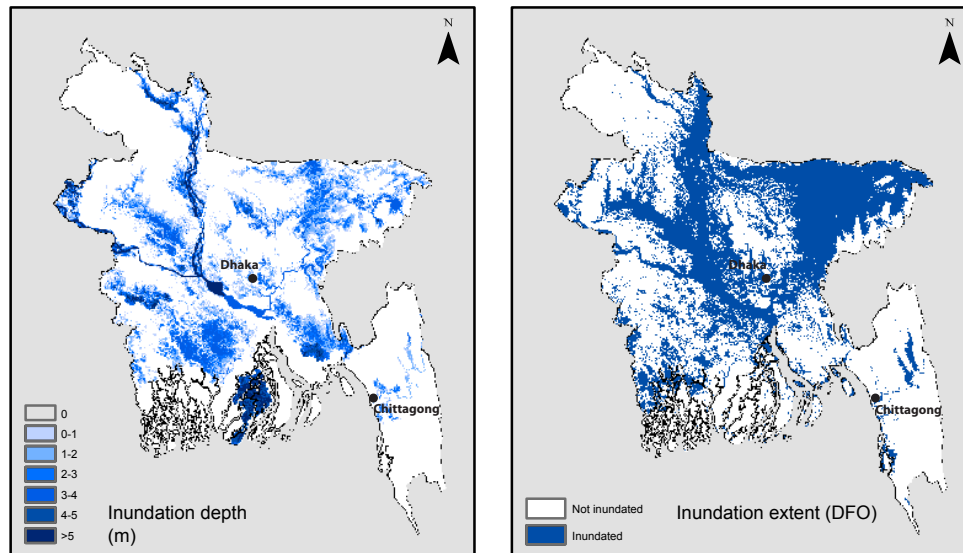 N
Dhaka
Chittagong
0
0-1
1-2
2-3
3-4
4-5
>5
Inundation depth
(m)
N
Dhaka
Chittagong
Not inundated
Inundated
Inundation extent (DFO)